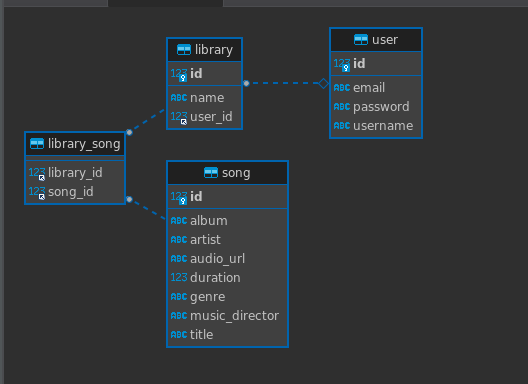 library
123 id
ABC name
123 user_id
user
123 id
ABC email
ABC password
ABC username
library_song
123 library_id
123 song_id
song
123 id
ABC album
ABC artist
ABC audio_url
123 duration
ABC genre
ABC music_director
ABC title